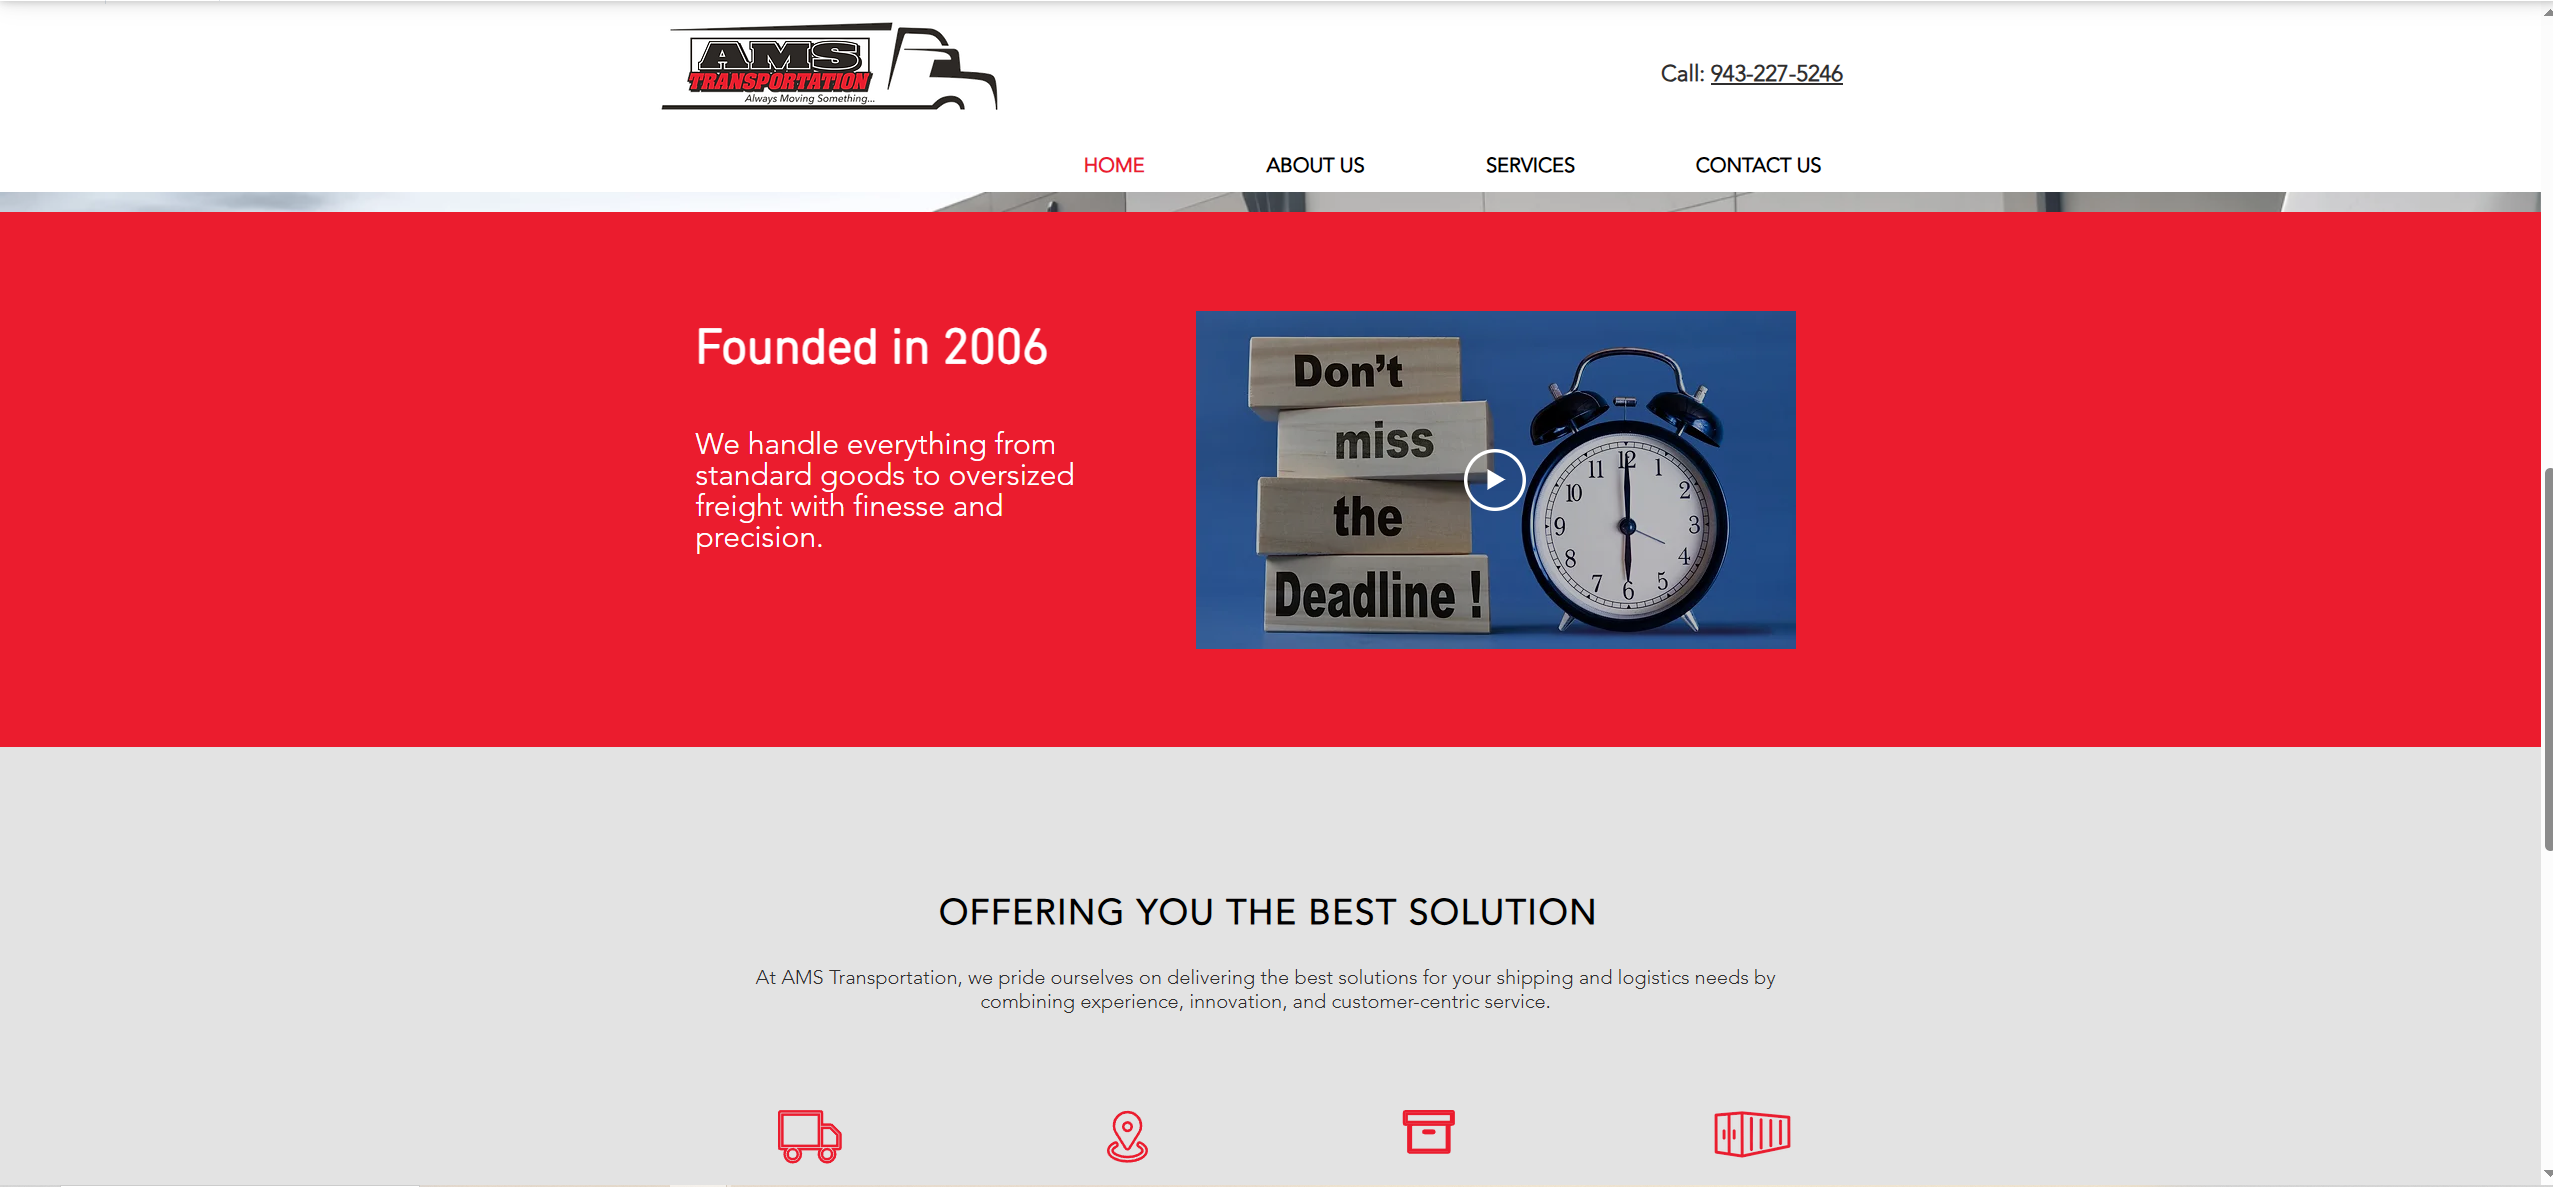 AMS
TRANSPORTATION
Always Moving Something...
Call: 943-227-5246
HOME
ABOUT US
SERVICES
CONTACT US
Founded in 2006
We handle everything from
standard goods to oversized
freight with finesse and
precision.
Don't
miss
the
Deadline !
12
1
2
3
4
5
6
7
8
9
10
11
OFFERING YOU THE BEST SOLUTION
At AMS Transportation, we pride ourselves on delivering the best solutions for your shipping and logistics needs by
combining experience, innovation, and customer-centric service.